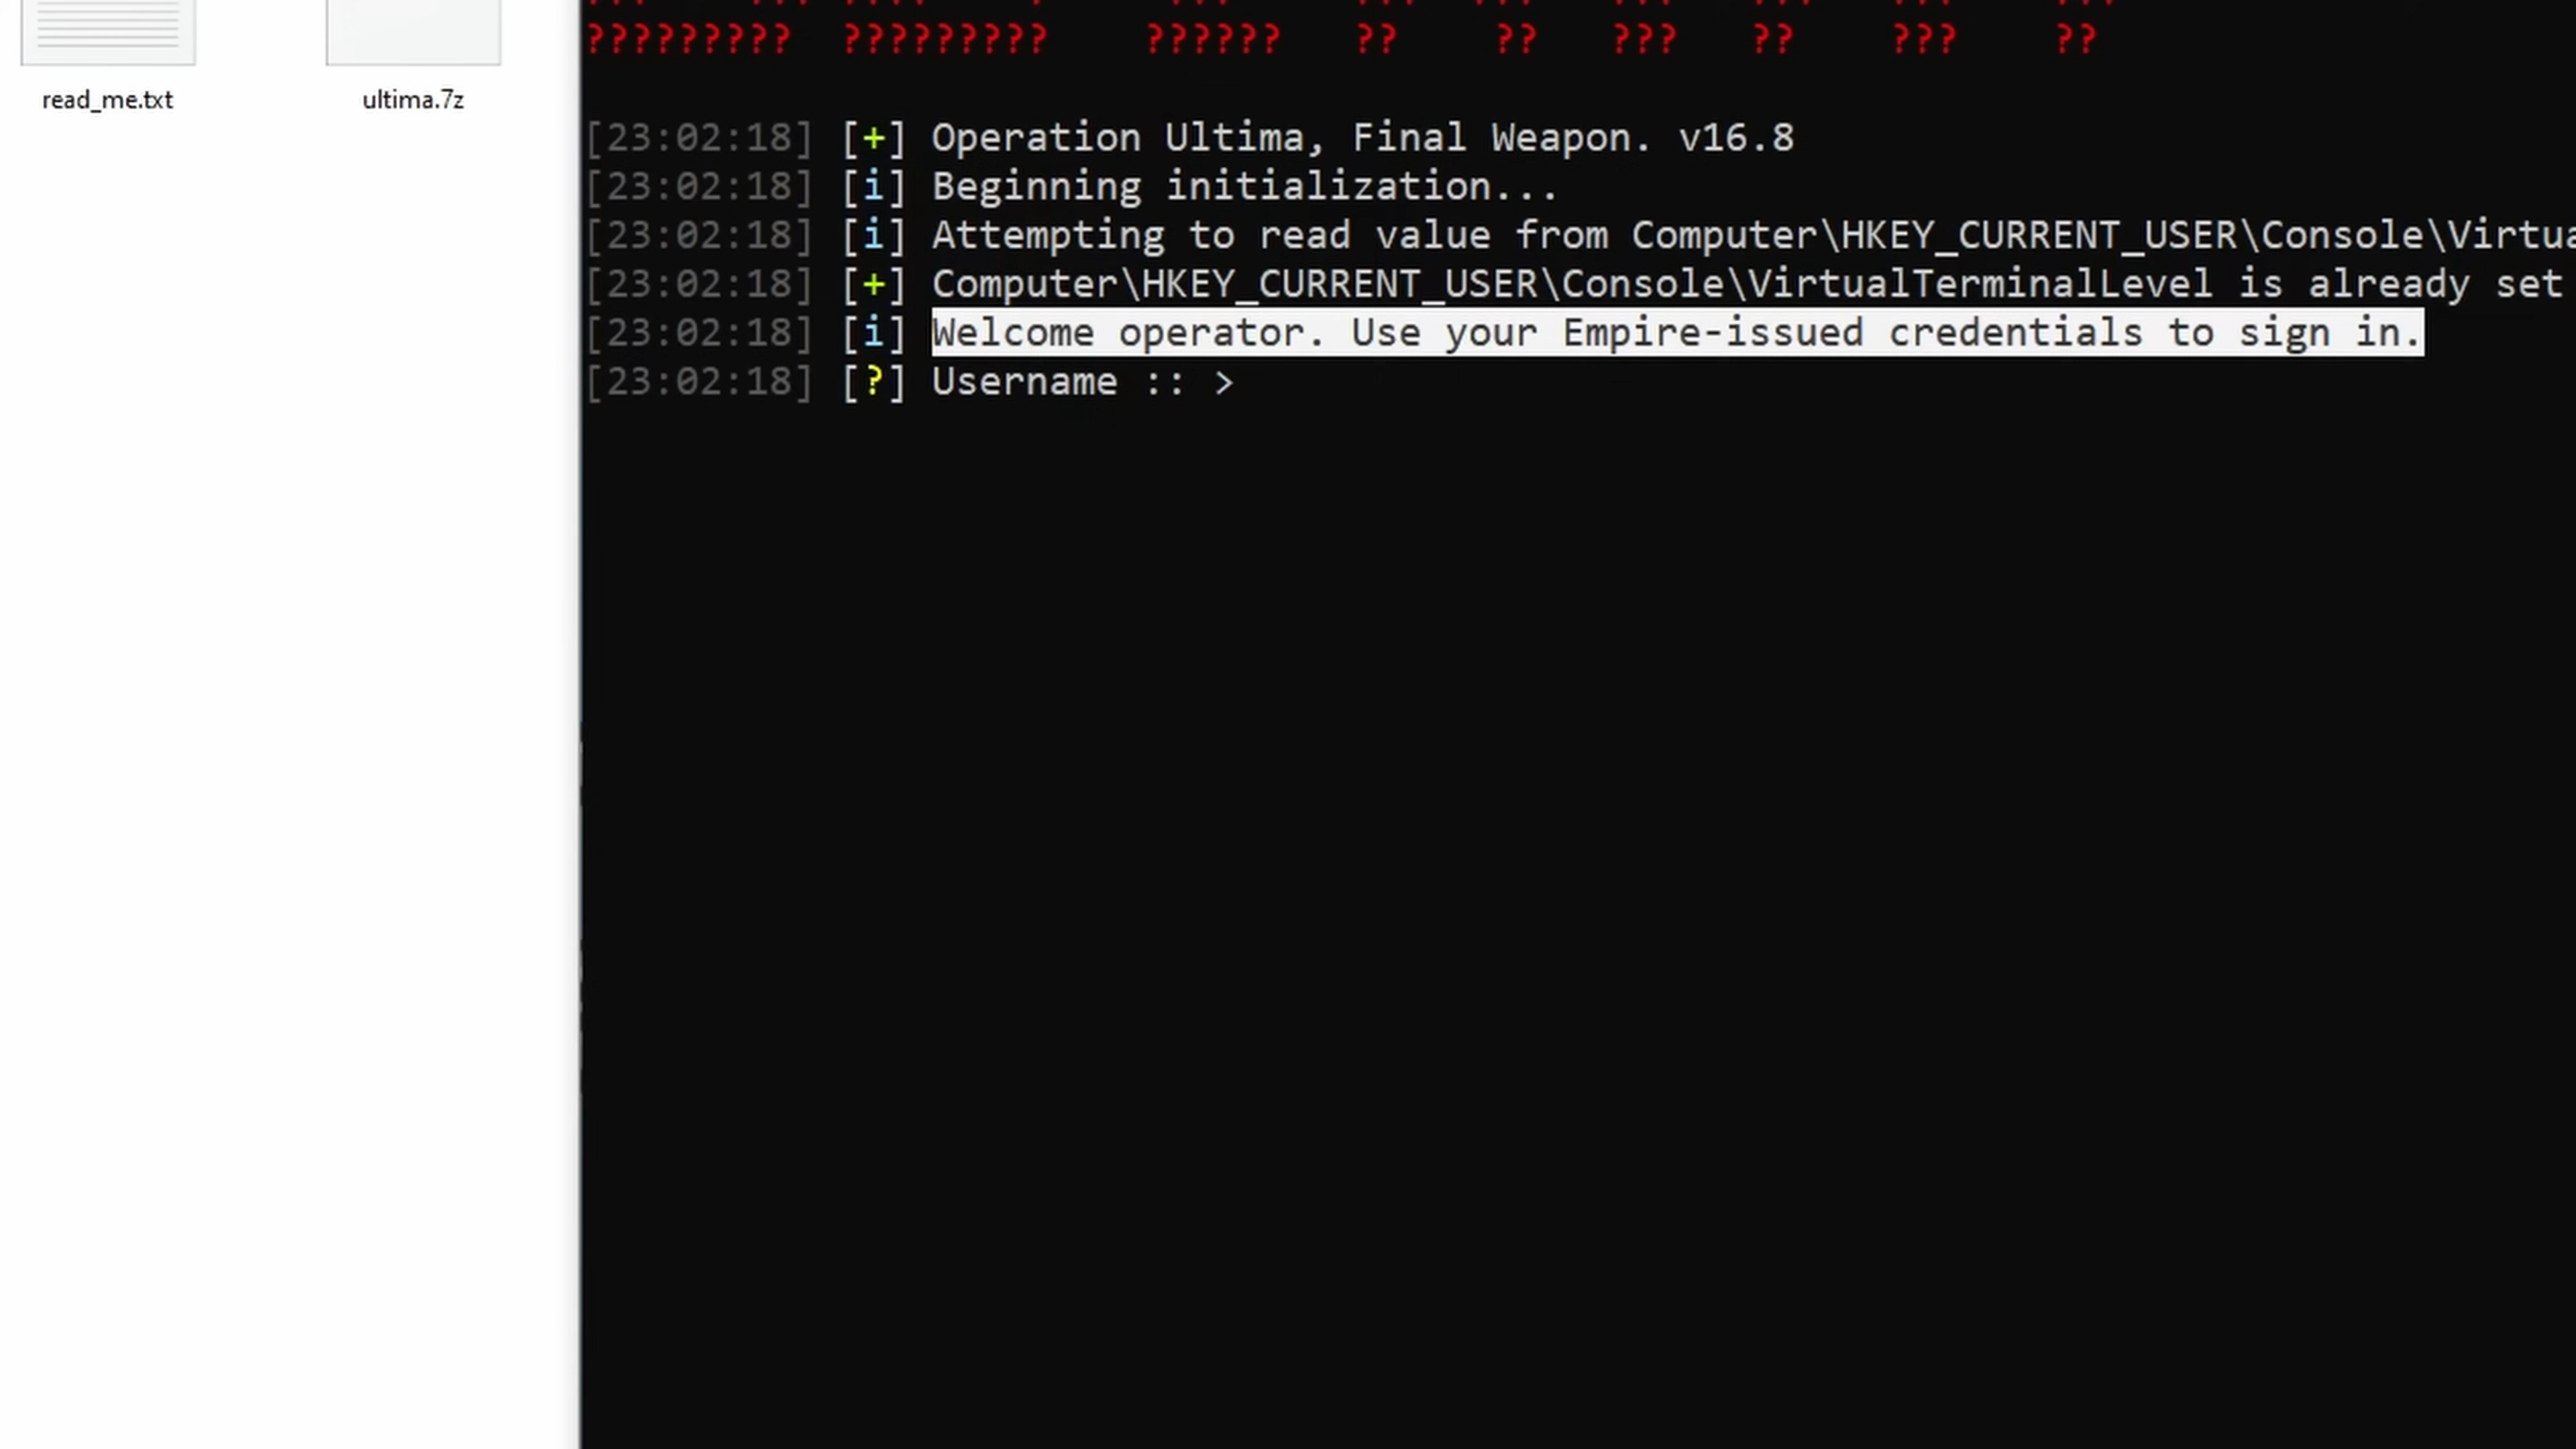 read_me.txt
ultima.7z
????????? ????????? ?????? ?? ?? ??? ?? ??? ??
[23:02:18] [+] Operation Ultima, Final Weapon. v16.8
[23:02:18] [i] Beginning initialization...
[23:02:18] [i] Attempting to read value from Computer\HKEY_CURRENT_USER\Console\Virtua
[23:02:18] [+] Computer\HKEY_CURRENT_USER\Console\VirtualTerminalLevel is already set
[23:02:18] [i] Welcome operator. Use your Empire-issued credentials to sign in.
[23:02:18] [?] Username :: >